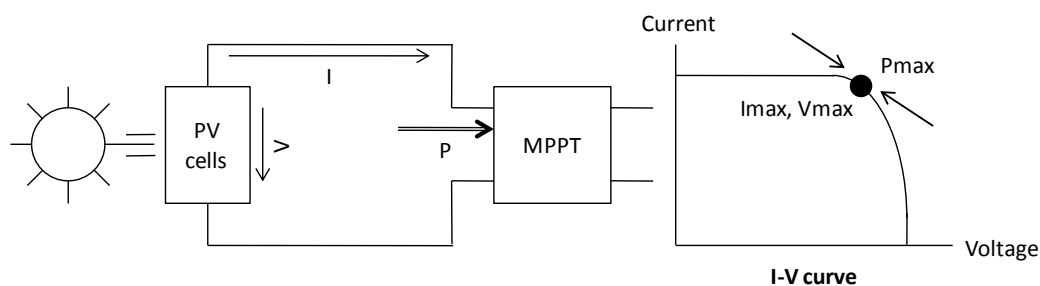 I
PV
cells
V
P
MPPT
Current
Pmax
Imax, Vmax
Voltage
I-V curve